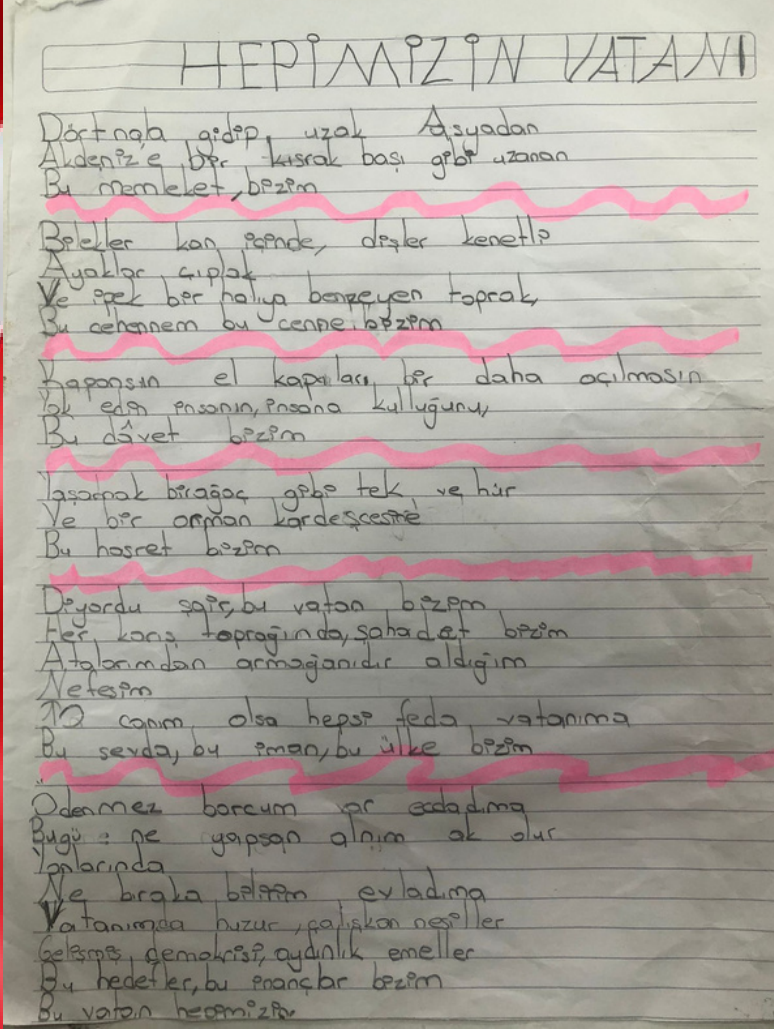 HEPİMİZİN VATANI
Dörtnala gidip, uzak Asyadan
Akdeniz'e bir kısrak başı gibi uzanan
Bu memleket, bizim
Bilekler kan içinde, dişler kenetli
Ayaklar çıplak
Ve ipek bir halıya benzeyen toprak,
Bu cehennem bu cennet bizim
Kapansın el kapıları, bir daha açılmasın
Yok edin insanın, insana kulluğunu,
Bu dâvet bizim
Yaşamak bir ağaç gibi tek ve hür
Ve bir orman kardeşcesine
Bu hasret bizim
Diyordu şair, bu vatan bizim
Her karış toprağında, şahadet bizim
Atalarımdan armağanıdır aldığım
Nefesim
10 canım olsa hepsi feda vatanıma
Bu sevda, bu iman, bu ülke bizim
Ödenmez borcum var ecdadıma
ne yapsan alnım ak olur
Yanlarında
Ne bıraka bilirim evladıma
Vatanımda huzur, çalışkan nesiller
Gelişmiş, demokrisi, aydınlık emeller
Bu hedefler, bu inançlar bizim
Bu vatan hepimizin